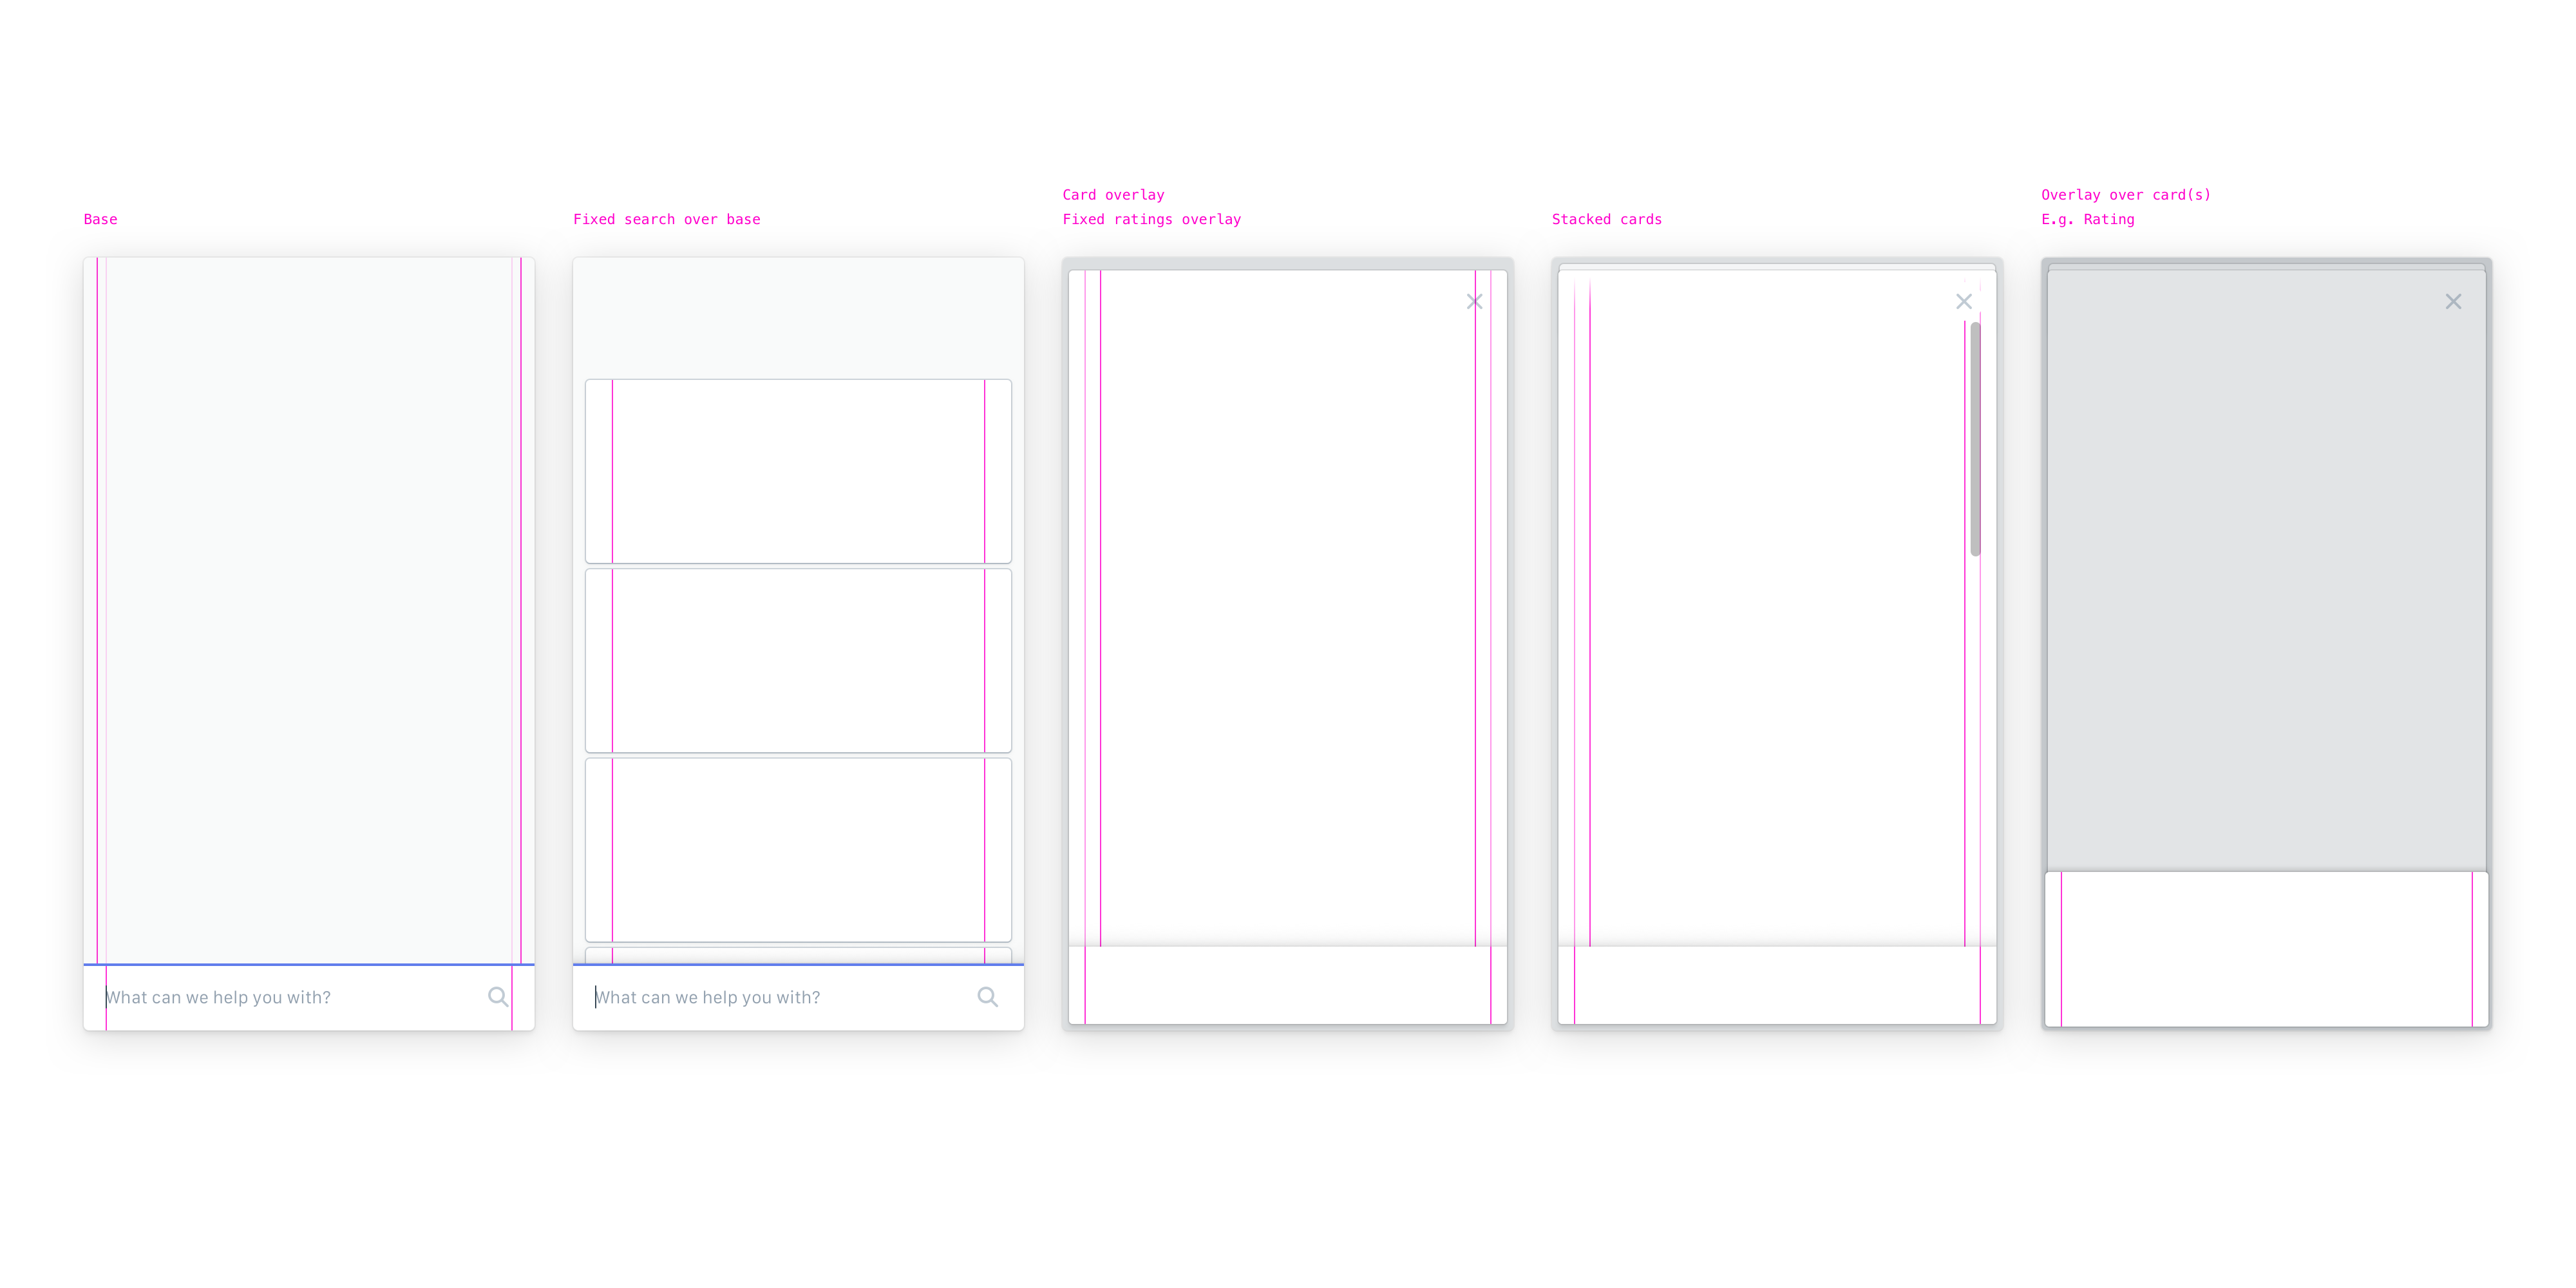 Base
Fixed search over base
Card overlay
Fixed ratings overlay
Stacked cards
Overlay over card(s)
E.g. Rating
What can we help you with?
What can we help you with?